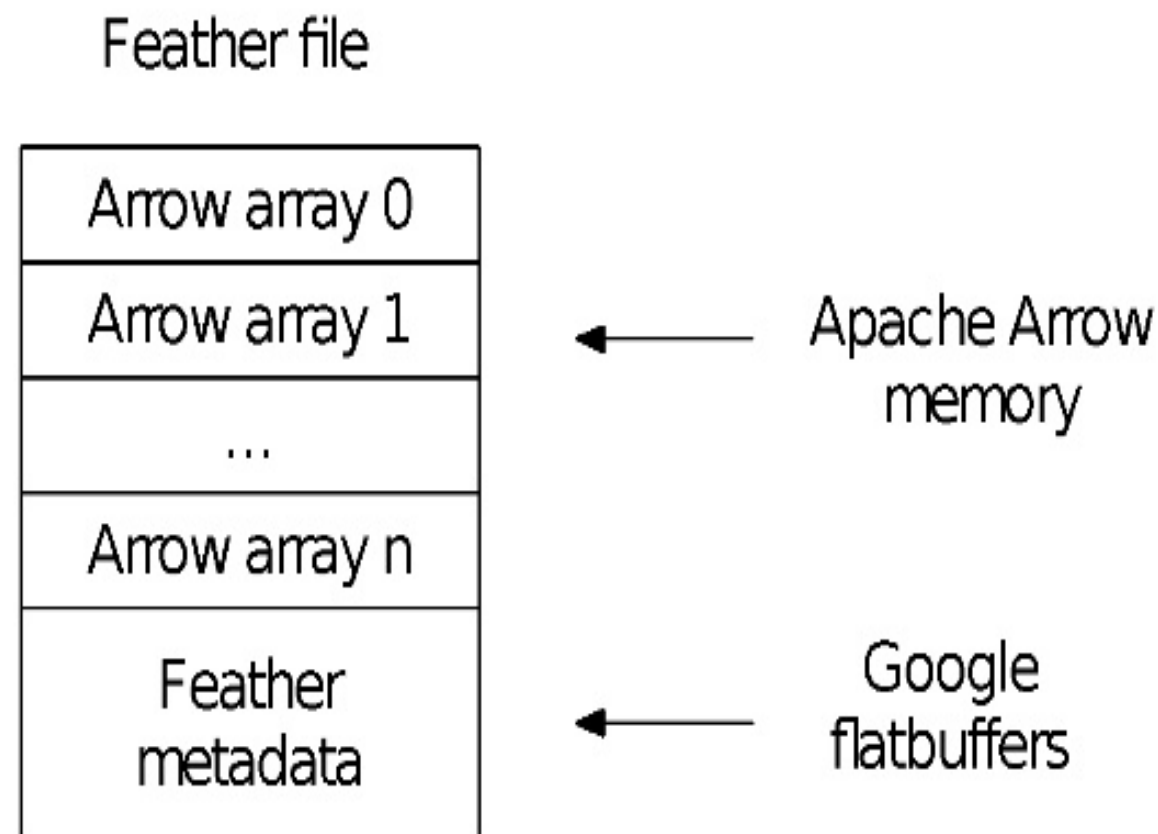 Feather file
Arrow array 0
Arrow array 1
Apache Arrow
memory
...
Arrow array n
Feather
metadata
Google
flatbuffers